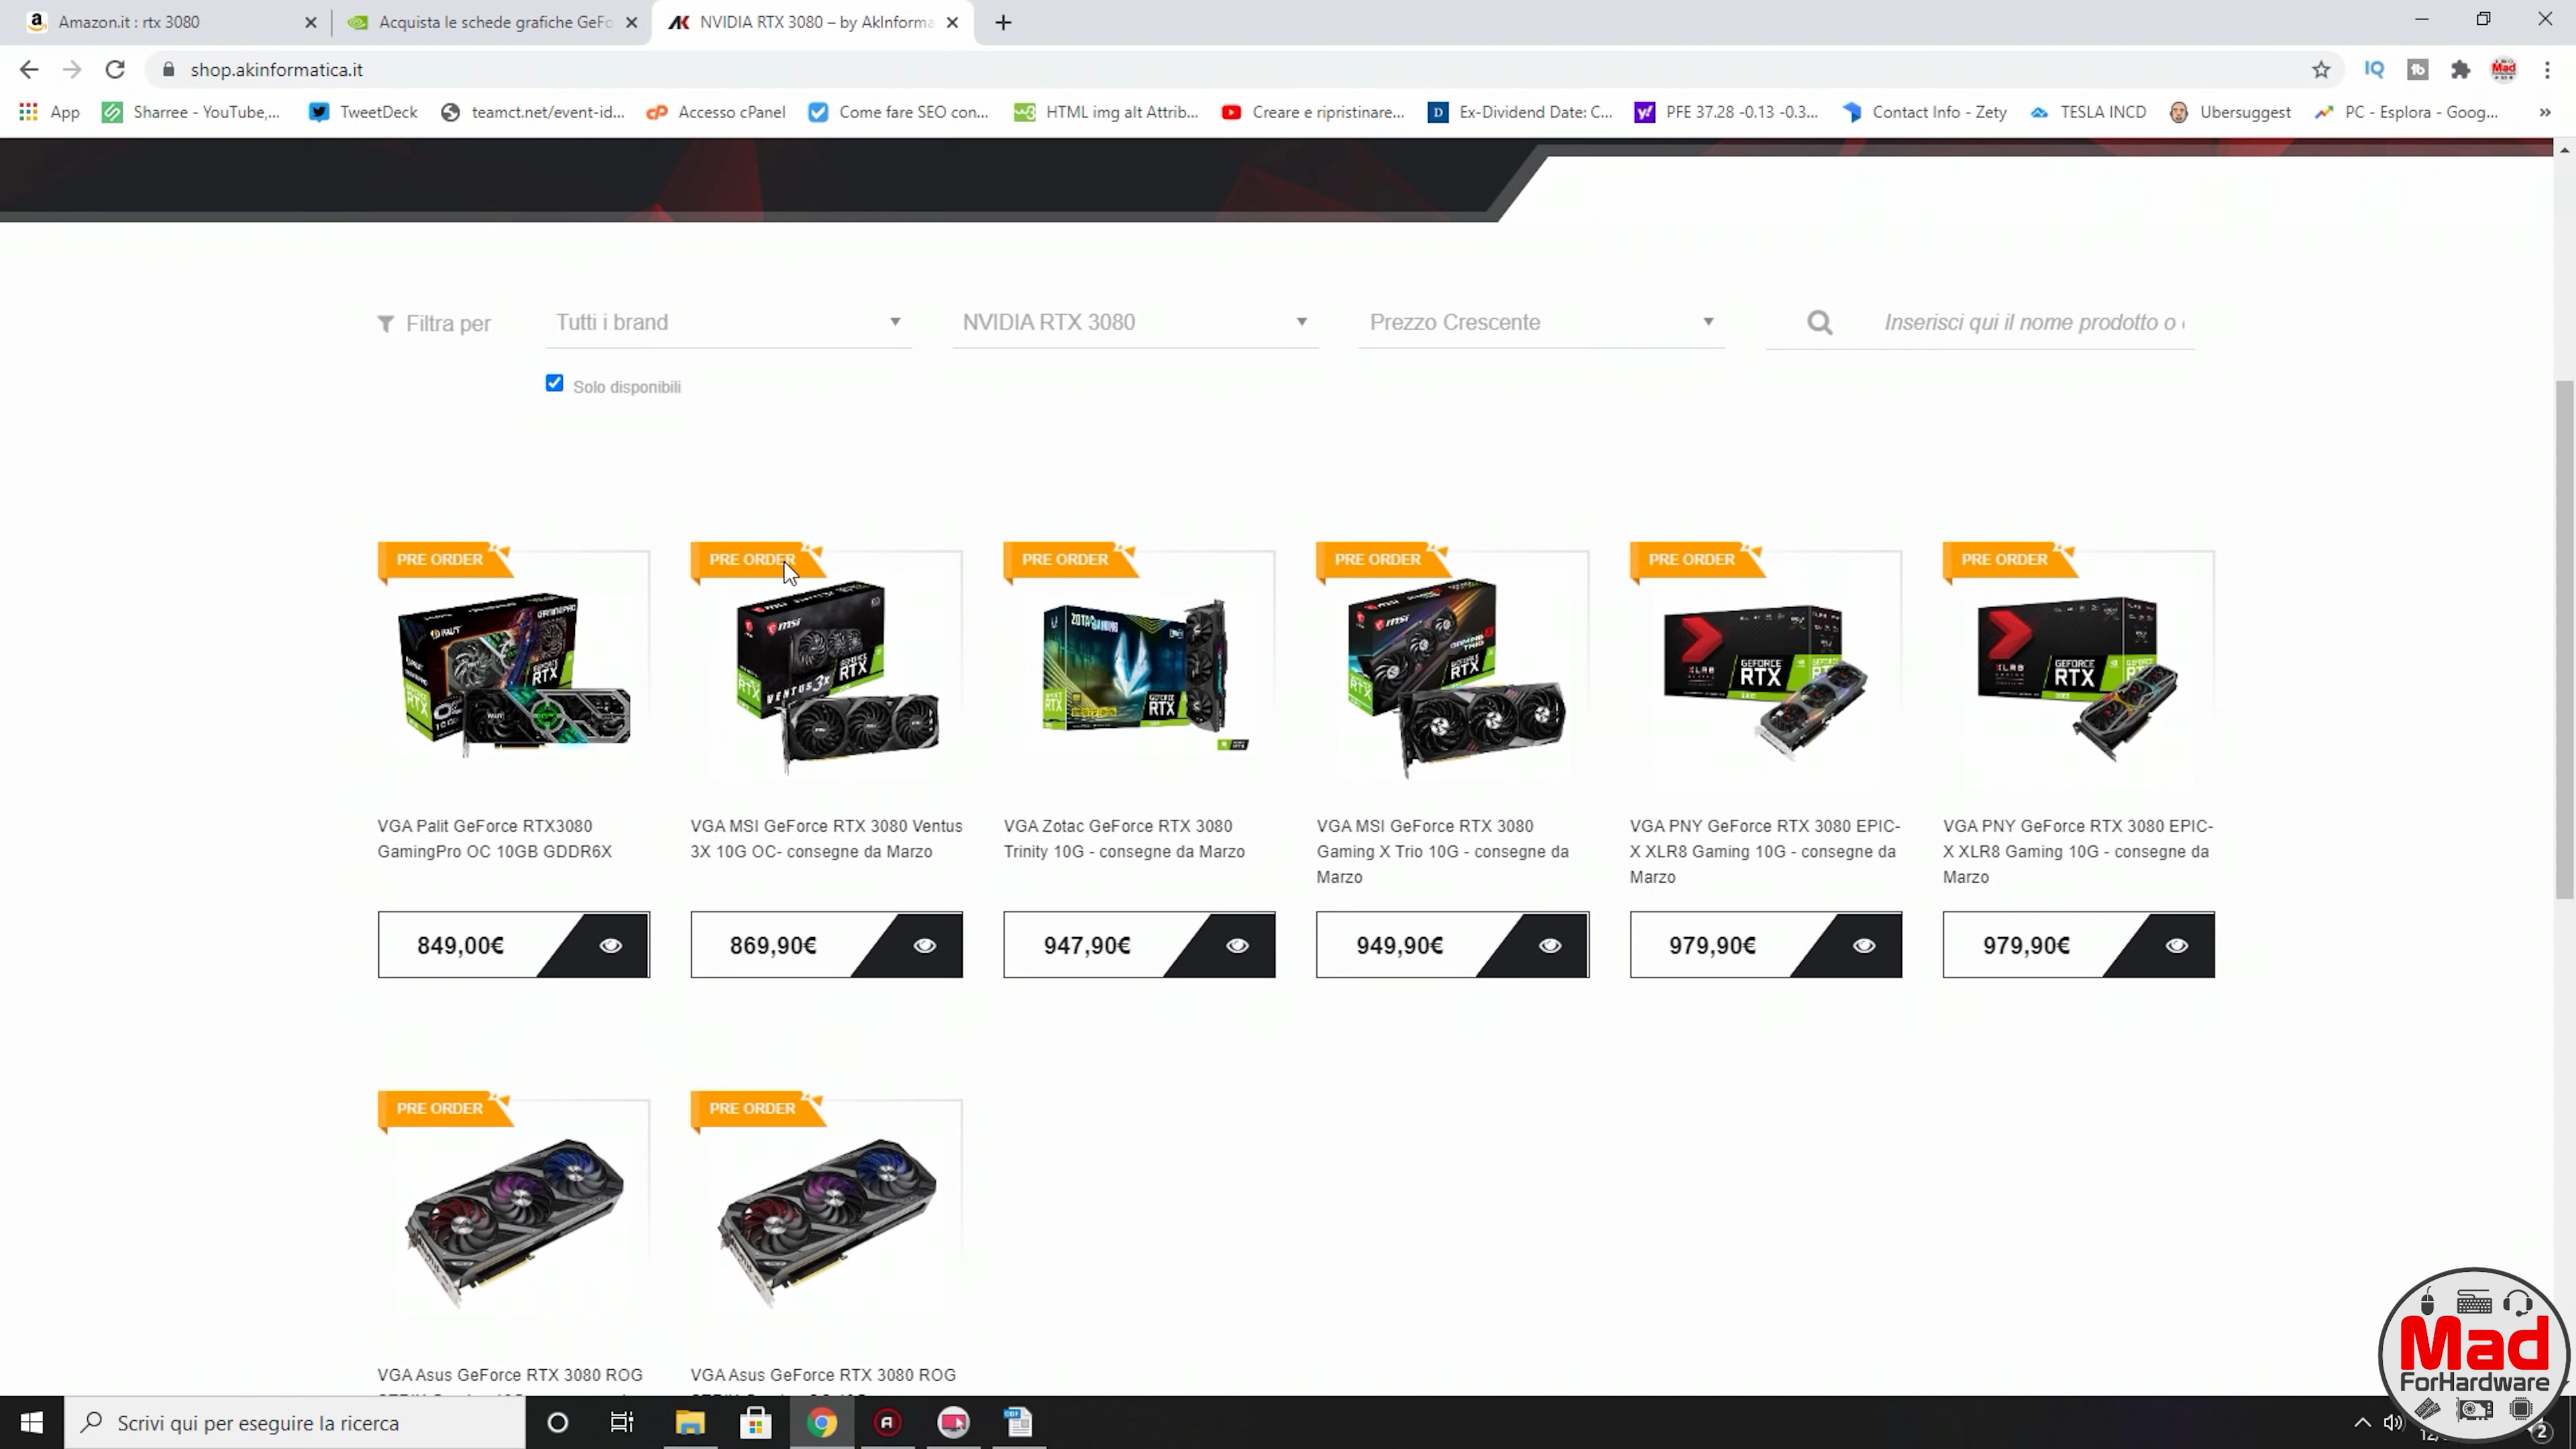 Amazon.it : rtx 3080
Acquista le schede grafiche GeFo
NVIDIA RTX 3080 – by AkInforma
shop.akinformatica.it
App
Sharree - YouTube,...
TweetDeck
teamct.net/event-id...
Accesso cPanel
Come fare SEO con...
HTML img alt Attrib...
Creare e ripristinare...
Ex-Dividend Date: C...
PFE 37.28 -0.13 -0.3...
Contact Info - Zety
TESLA INCD
Ubersuggest
PC - Esplora - Goog...
Filtra per
Tutti i brand
NVIDIA RTX 3080
Prezzo Crescente
Inserisci qui il nome prodotto o
Solo disponibili
PRE ORDER
PRE ORDER
PRE ORDER
PRE ORDER
PRE ORDER
PRE ORDER
VGA Palit GeForce RTX3080
GamingPro OC 10GB GDDR6X
VGA MSI GeForce RTX 3080 Ventus
3X 10G OC- consegne da Marzo
VGA Zotac GeForce RTX 3080
Trinity 10G - consegne da Marzo
VGA MSI GeForce RTX 3080
Gaming X Trio 10G - consegne da
Marzo
VGA PNY GeForce RTX 3080 EPIC-
X XLR8 Gaming 10G - consegne da
Marzo
VGA PNY GeForce RTX 3080 EPIC-
X XLR8 Gaming 10G - consegne da
Marzo
849,00€
869,90€
947,90€
949,90€
979,90€
979,90€
PRE ORDER
PRE ORDER
VGA Asus GeForce RTX 3080 ROG
VGA Asus GeForce RTX 3080 ROG
Mad
ForHardware
Scrivi qui per eseguire la ricerca